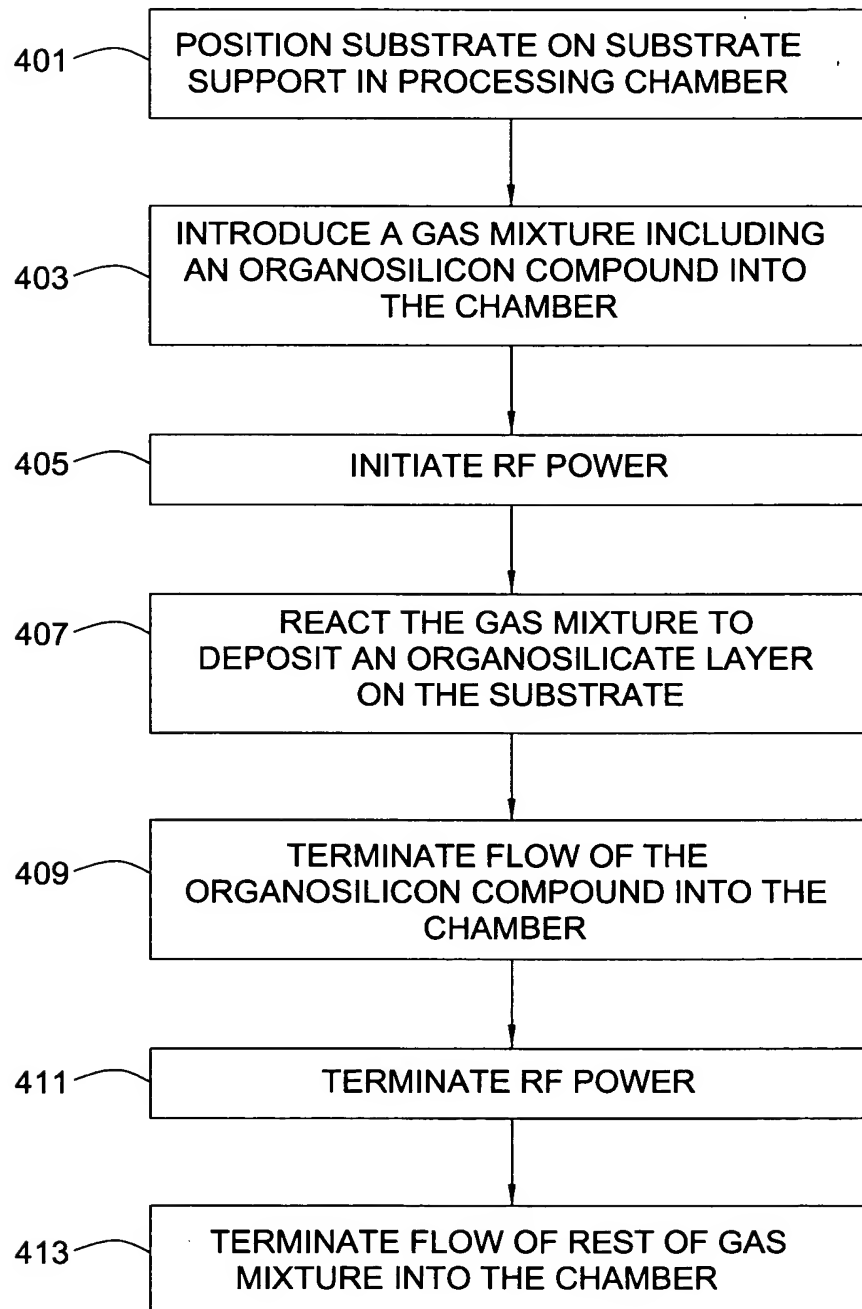 401
POSITION SUBSTRATE ON SUBSTRATE
SUPPORT IN PROCESSING CHAMBER
403
INTRODUCE A GAS MIXTURE INCLUDING
AN ORGANOSILICON COMPOUND INTO
THE CHAMBER
405
INITIATE RF POWER
407
REACT THE GAS MIXTURE TO
DEPOSIT AN ORGANOSILICATE LAYER
ON THE SUBSTRATE
409
TERMINATE FLOW OF THE
ORGANOSILICON COMPOUND INTO THE
CHAMBER
411
TERMINATE RF POWER
413
TERMINATE FLOW OF REST OF GAS
MIXTURE INTO THE CHAMBER